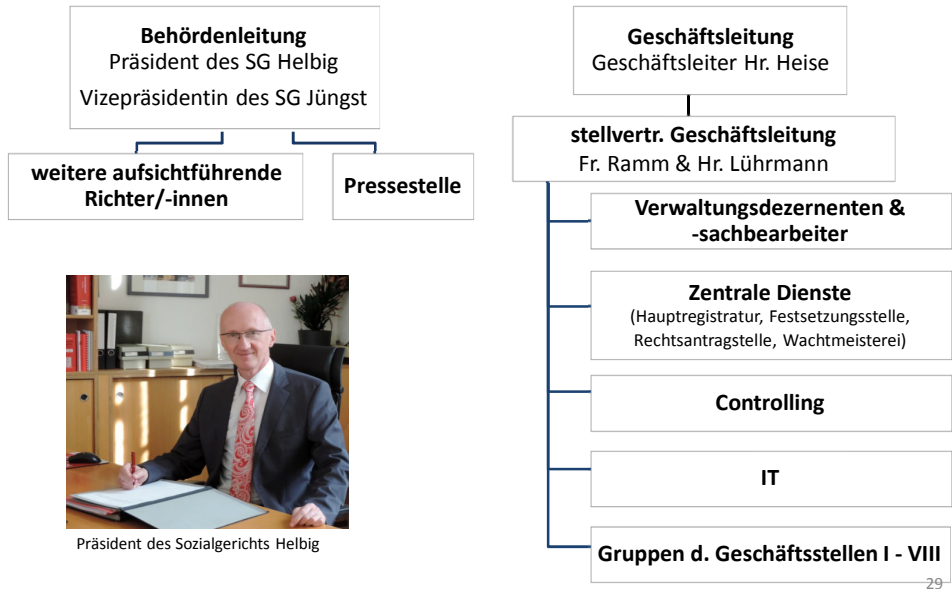 Behördenleitung
Präsident des SG Helbig
Vizepräsidentin des SG Jüngst
weitere aufsichtführende
Richter/-innen
Pressestelle
Präsident des Sozialgerichts Helbig
Geschäftsleitung
Geschäftsleiter Hr. Heise
stellvertr. Geschäftsleitung
Fr. Ramm & Hr. Lührmann
Verwaltungsdezernenten &
-sachbearbeiter
Zentrale Dienste
(Hauptregistratur, Festsetzungsstelle,
Rechtsantragstelle, Wachtmeisterei)
Controlling
IT
Gruppen d. Geschäftsstellen I - VIII
29